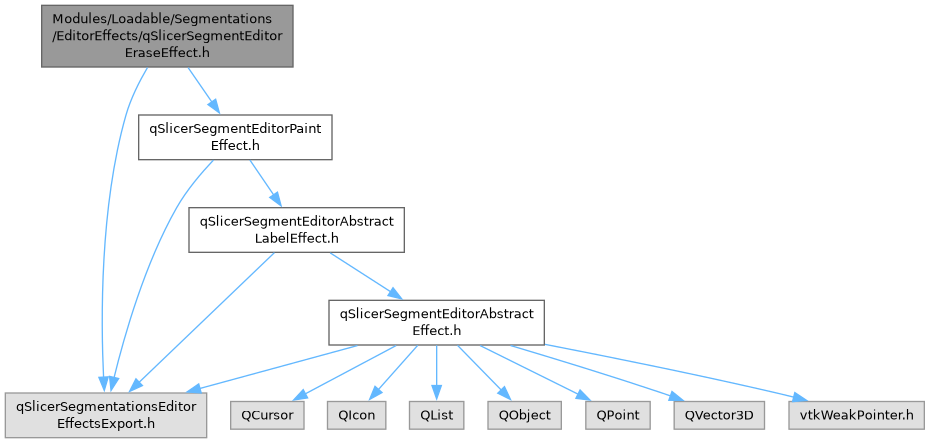 Modules/Loadable/Segmentations
/EditorEffects/qSlicerSegmentEditor
EraseEffect.h
qSlicerSegmentEditorPaint
Effect.h
qSlicerSegmentEditorAbstract
LabelEffect.h
qSlicerSegmentEditorAbstract
Effect.h
qSlicerSegmentationsEditor
EffectsExport.h
QCursor
QIcon
QList
QObject
QPoint
QVector3D
vtkWeakPointer.h